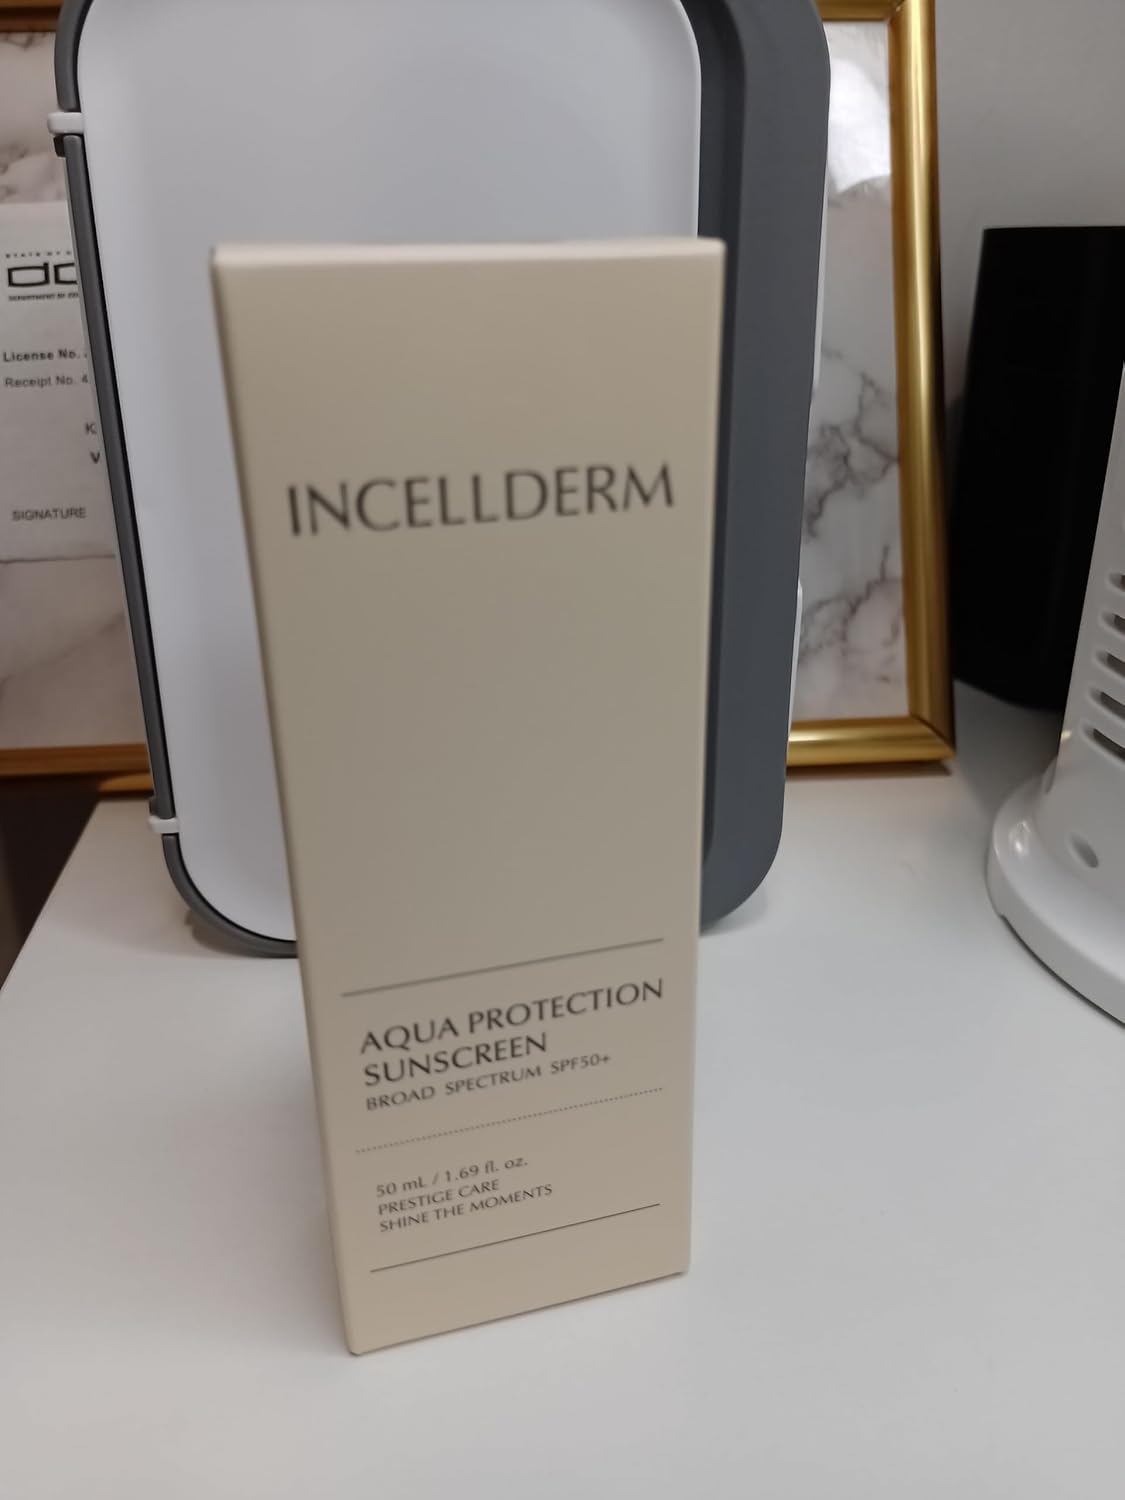 INCELLDERM
AQUA PROTECTION
SUNSCREEN
BROAD SPECTRUM SPF50+
50 mL / 1.69 fl. oz.
PRESTIGE CARE
SHINE THE MOMENTS
License No.
Receipt No. 4
K
V
SIGNATURE